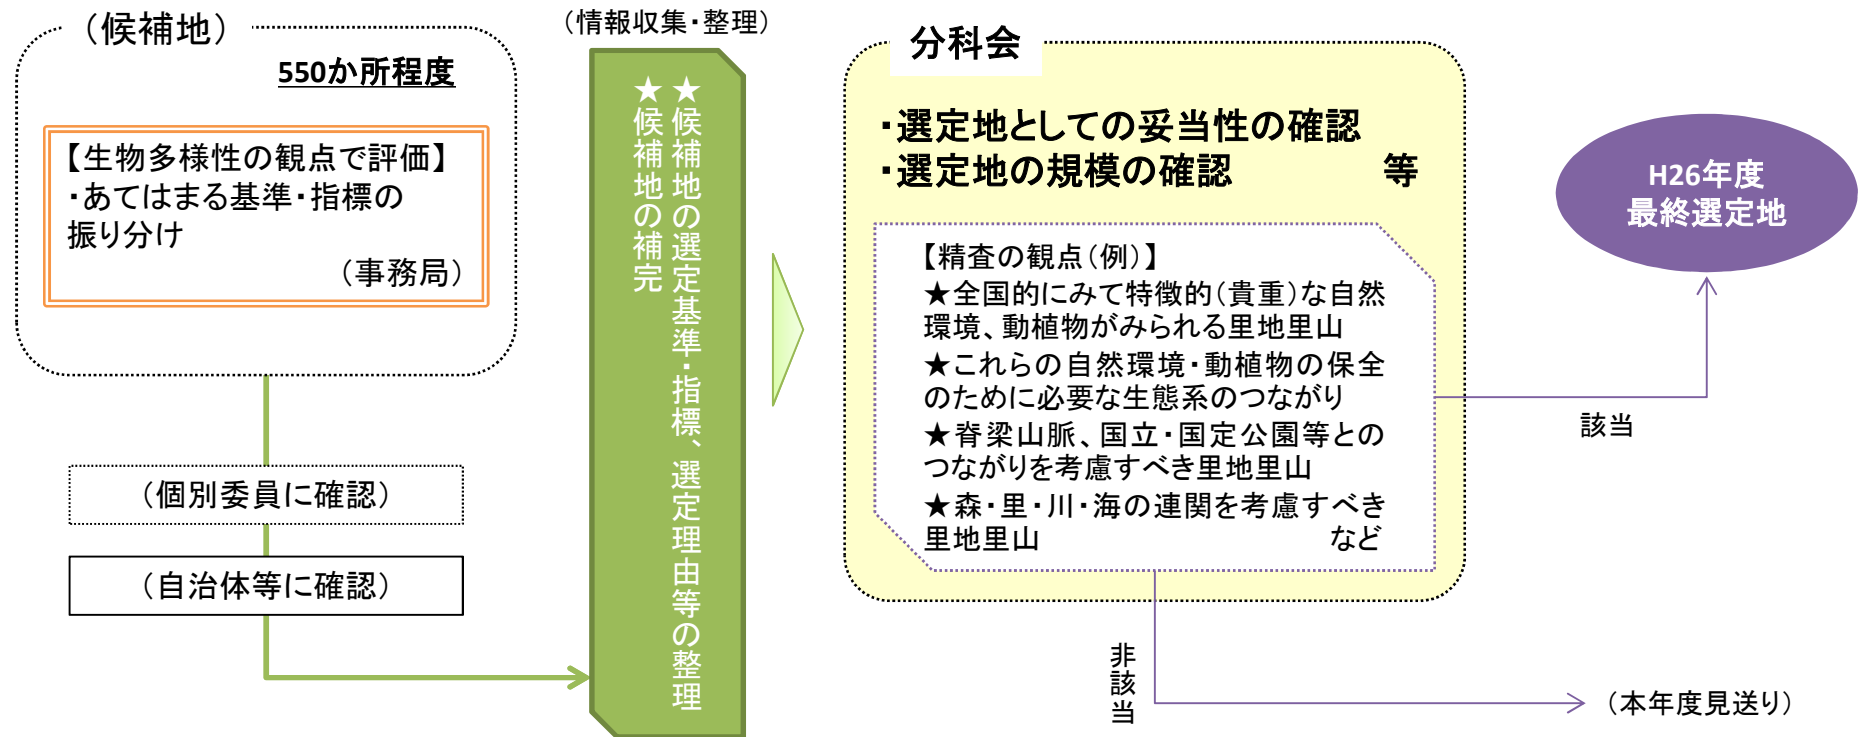 （候補地）
550か所程度
【生物多様性の観点で評価】
・あてはまる基準・指標の
振り分け
（事務局）
（個別委員に確認）
（自治体等に確認）
（情報収集・整理）
★候補地の選定基準・指標、選定理由等の整理
★候補地の補完
分科会
・選定地としての妥当性の確認
・選定地の規模の確認　　　　等
【精査の観点（例）】
★全国的にみて特徴的（貴重）な自然
環境、動植物がみられる里地里山
★これらの自然環境・動植物の保全
のために必要な生態系のつながり
★脊梁山脈、国立・国定公園等との
つながりを考慮すべき里地里山
★森・里・川・海の連関を考慮すべき
里地里山　　　　　　　　など
該当
H26年度
最終選定地
非該当
（本年度見送り）